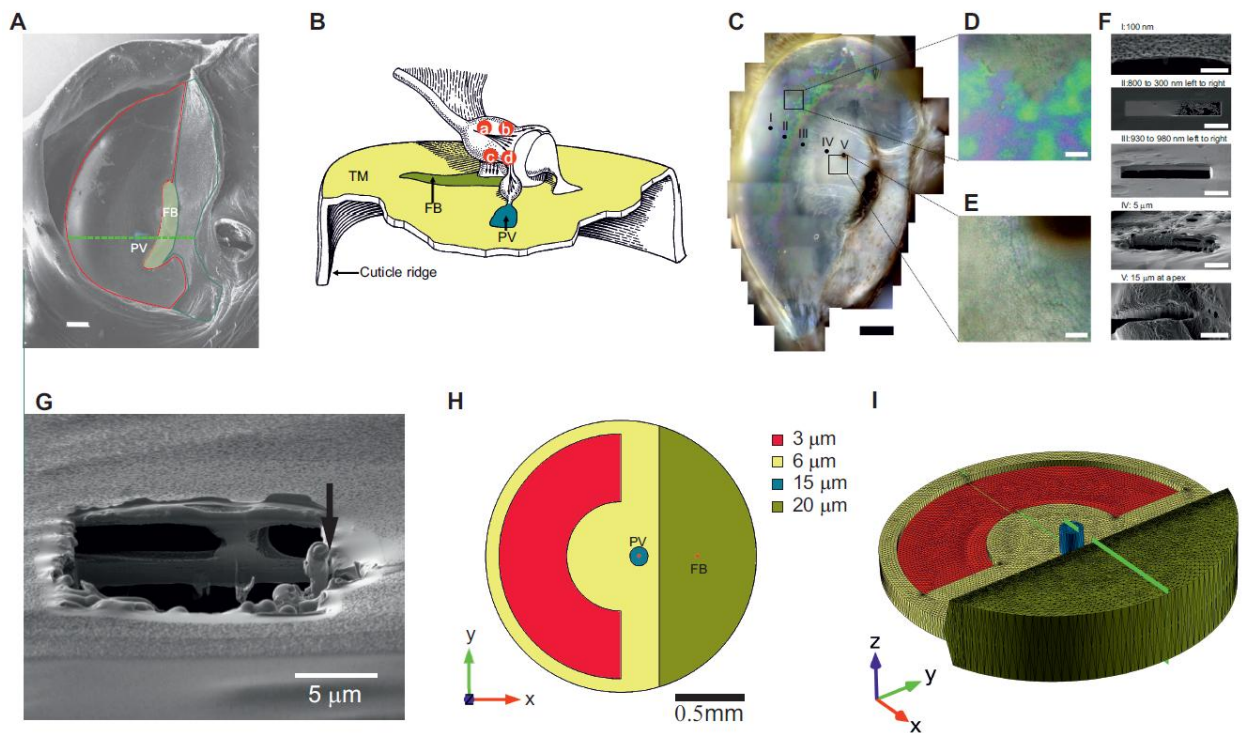 A
FB
PV
B
a
b
c
d
TM
FB
PV
Cuticle ridge
C
I
II
III
IV
V
D
E
F
I:100 nm
II:800 to 300 nm left to right
III:930 to 980 nm left to right
IV: 5 μm
V: 15 μm at apex
G
5 μm
H
PV
FB
y
x
0.5mm
3 μm
6 μm
15 μm
20 μm
I
z
y
x